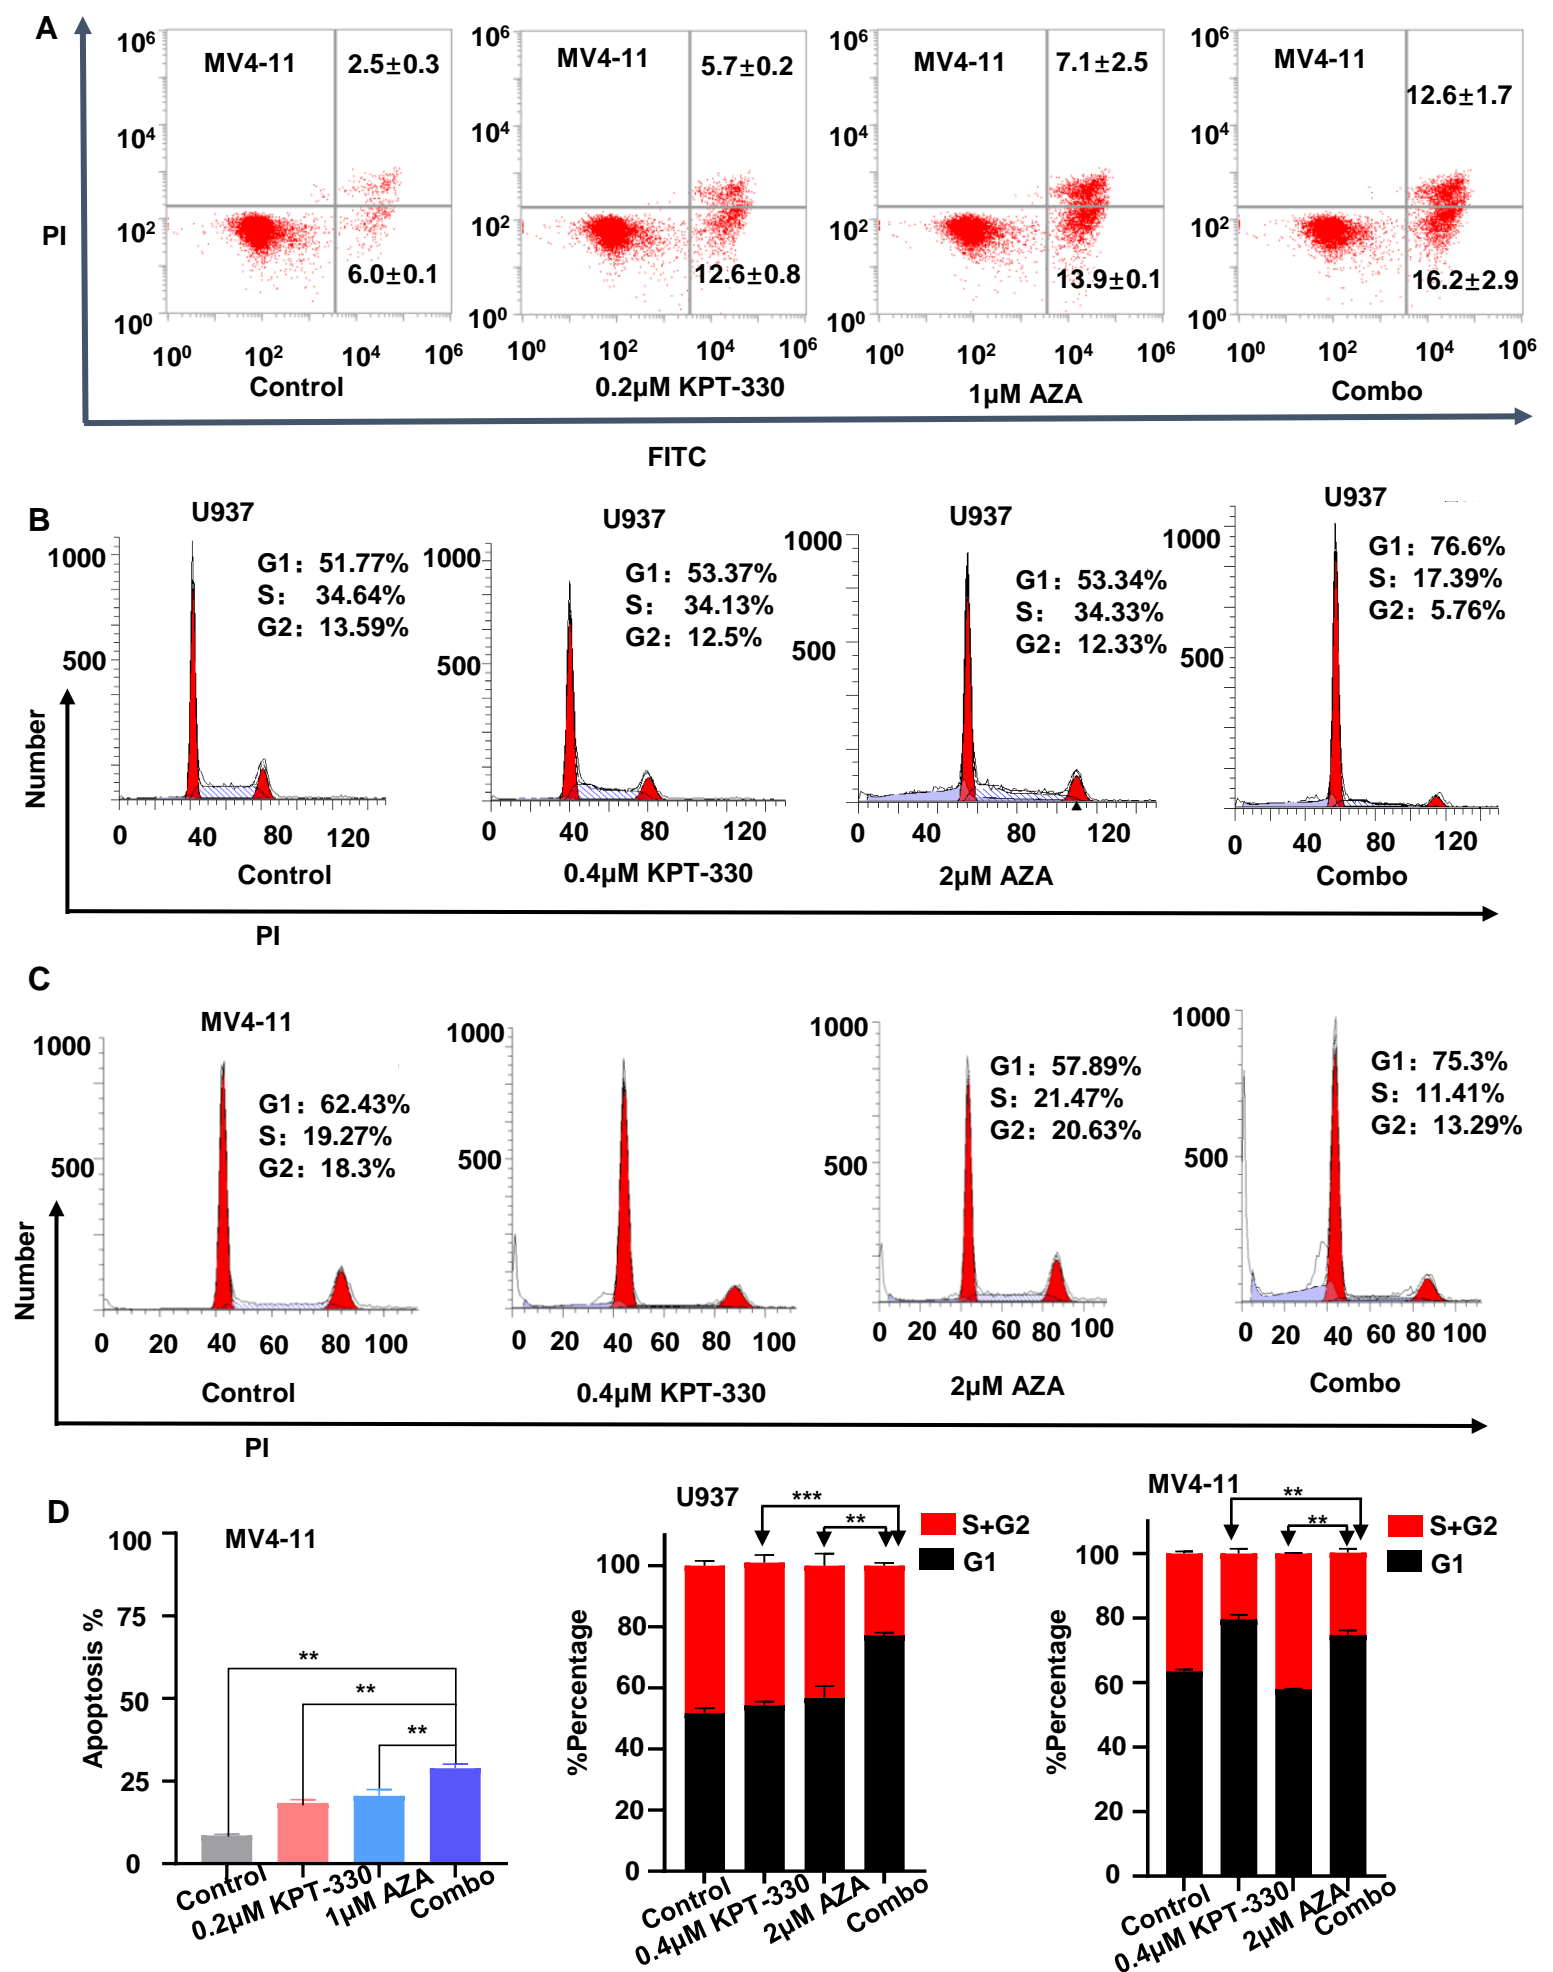 A
MV4-11 2.5±0.3
MV4-11 5.7±0.2
MV4-11 7.1±2.5
MV4-11 12.6±1.7
10⁶ 10⁴ 10² 10⁰
10⁶ 10⁴ 10² 10⁰
10⁶ 10⁴ 10² 10⁰
10⁶ 10⁴ 10² 10⁰
PI
6.0±0.1
12.6±0.8
13.9±0.1
16.2±2.9
10⁰ 10² 10⁴ 10⁶
10⁰ 10² 10⁴ 10⁶
10⁰ 10² 10⁴ 10⁶
10⁰ 10² 10⁴ 10⁶
Control
0.2μM KPT-330
1μM AZA
Combo
FITC
B
U937
1000
500
G1: 51.77%
S: 34.64%
G2: 13.59%
0 40 80 120
Control
U937
1000
500
G1: 53.37%
S: 34.13%
G2: 12.5%
0 40 80 120
0.4μM KPT-330
U937
1000
500
G1: 53.34%
S: 34.33%
G2: 12.33%
0 40 80 120
2μM AZA
U937
1000
500
G1: 76.6%
S: 17.39%
G2: 5.76%
0 40 80 120
Combo
Number
PI
C
MV4-11
1000
500
G1: 62.43%
S: 19.27%
G2: 18.3%
0 20 40 60 80 100
Control
1000
500
0 20 40 60 80 100
0.4μM KPT-330
1000
500
G1: 57.89%
S: 21.47%
G2: 20.63%
0 20 40 60 80 100
2μM AZA
1000
500
G1: 75.3%
S: 11.41%
G2: 13.29%
0 20 40 60 80 100
Combo
Number
PI
D
MV4-11
Apoptosis %
100
75
50
25
0
**
**
**
Control
0.2μM KPT-330
1μM AZA
Combo
U937
***
**
S+G2
G1
%Percentage
100
80
60
40
20
0
Control
0.4μM KPT-330
2μM AZA
Combo
MV4-11
**
**
S+G2
G1
%Percentage
100
80
60
40
20
0
Control
0.4μM KPT-330
2μM AZA
Combo